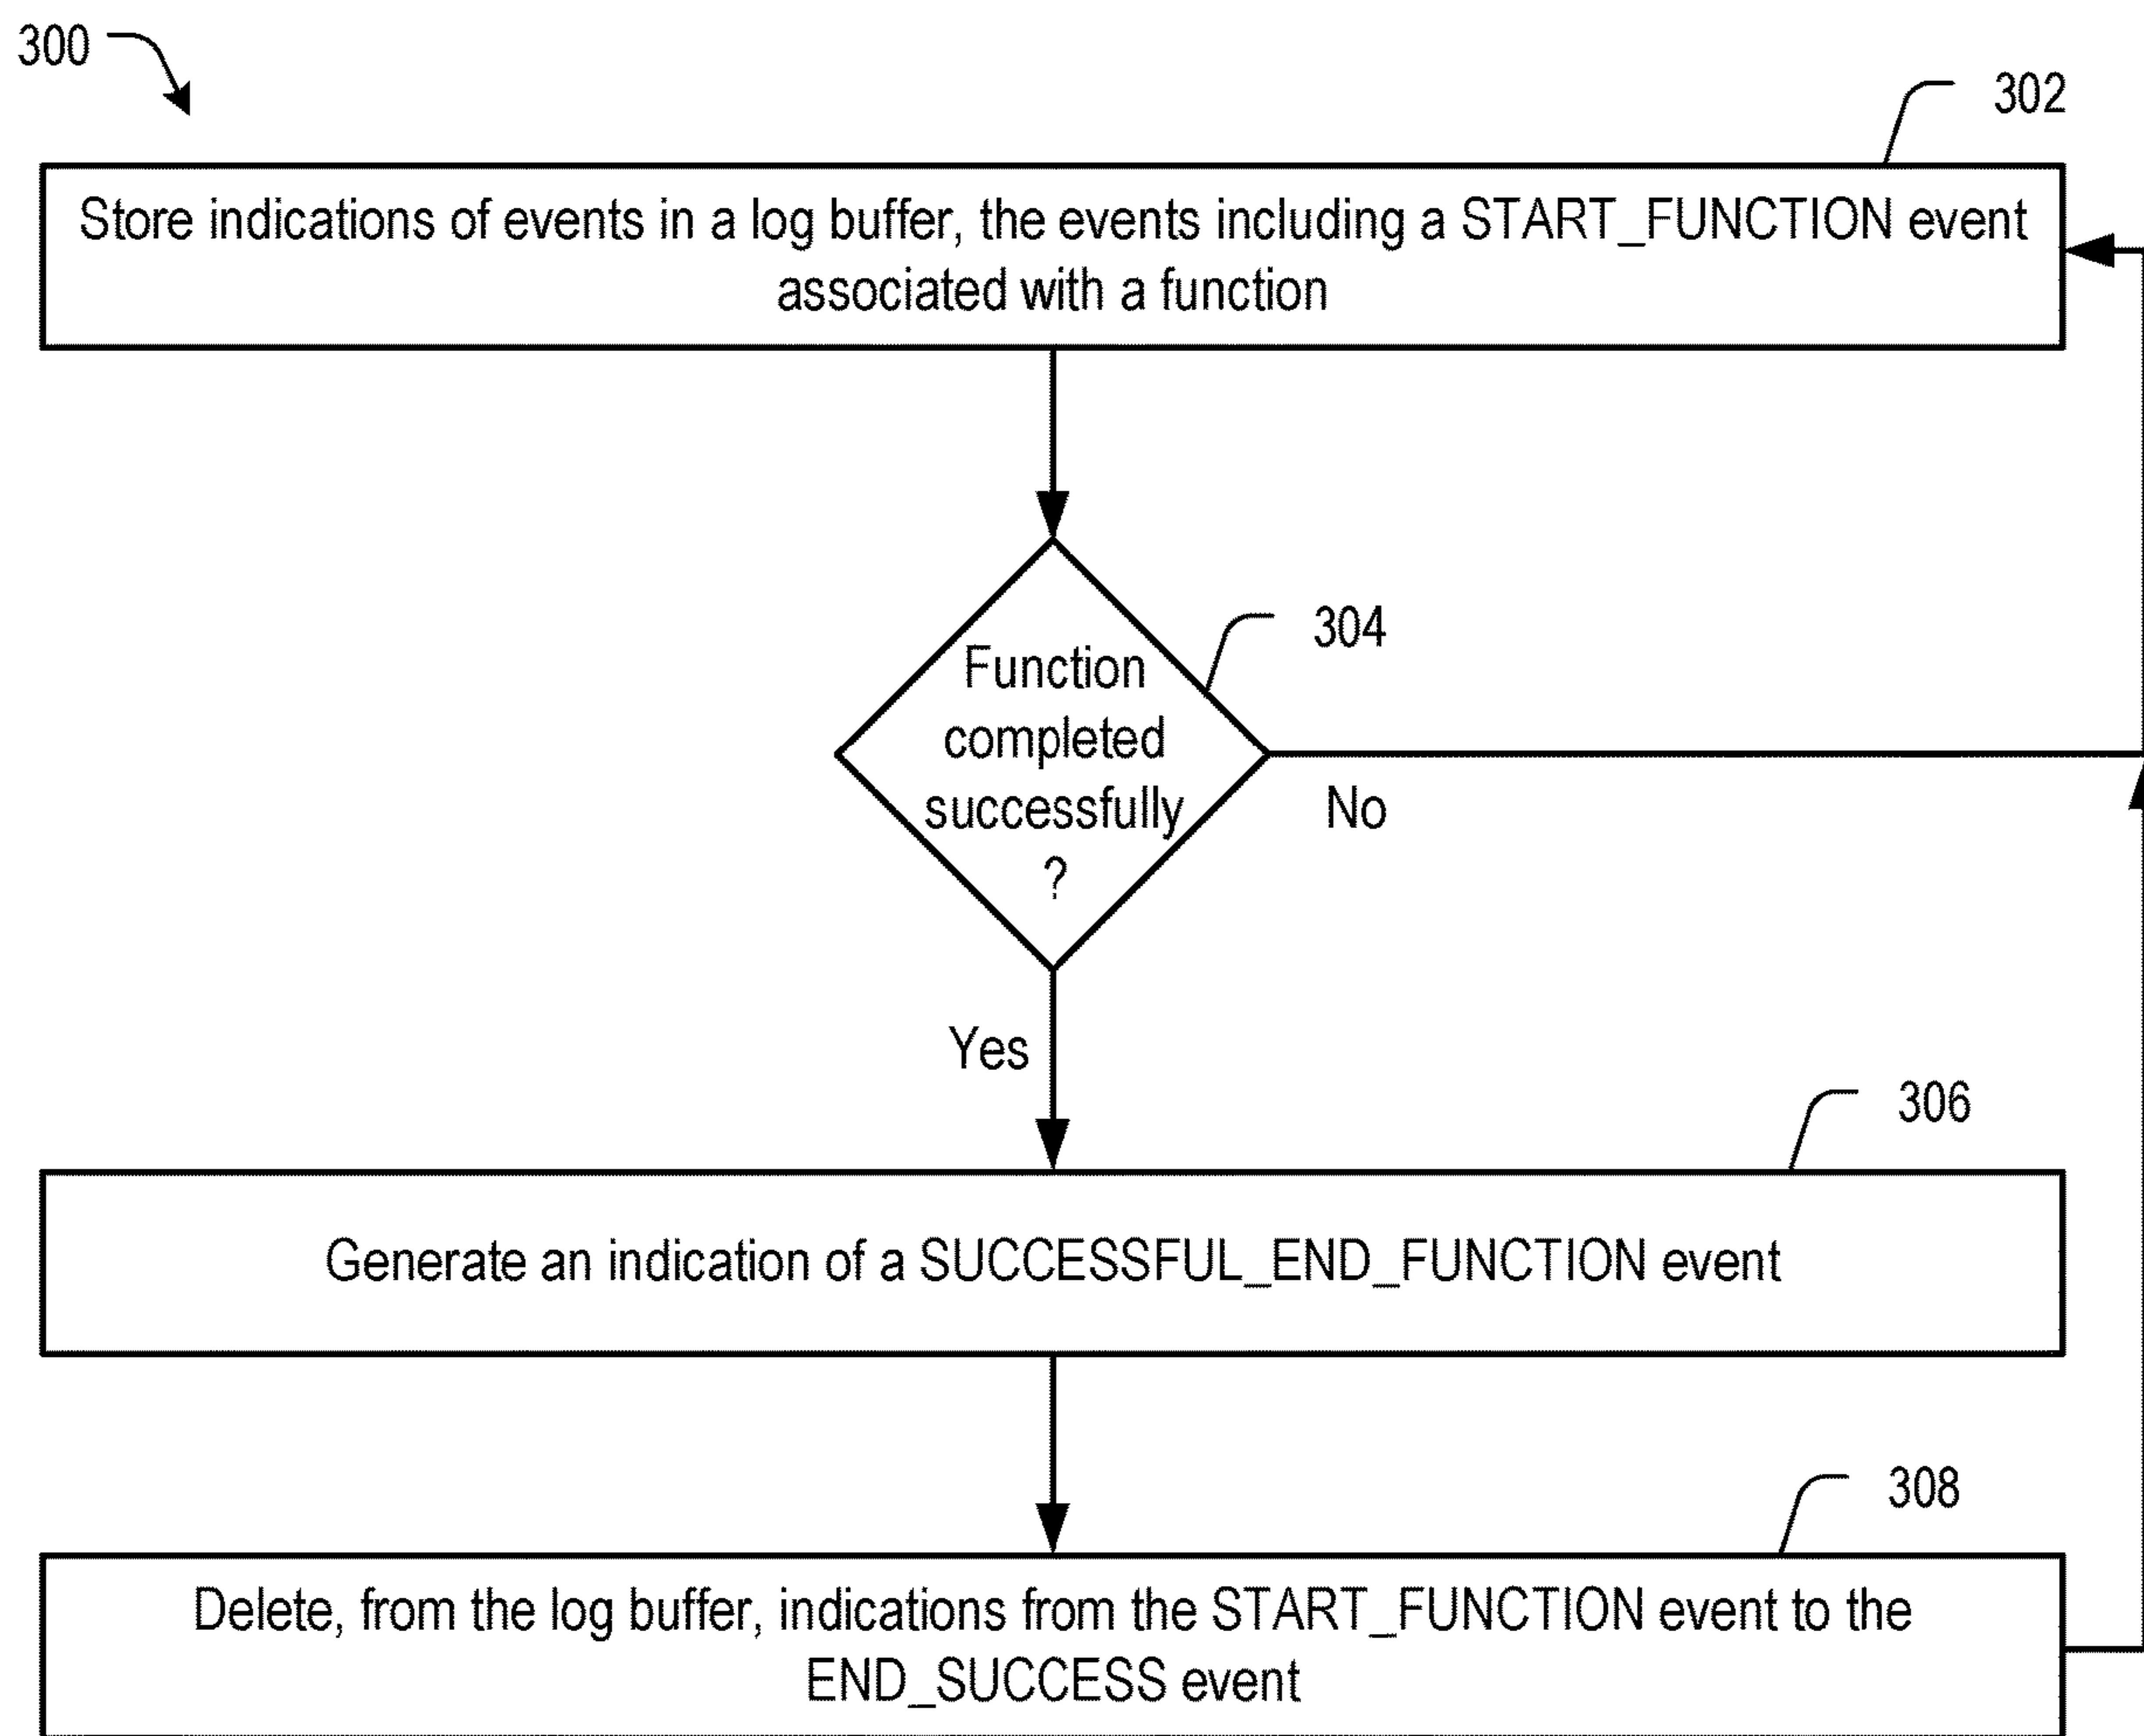 300
302
Store indications of events in a log buffer, the events including a START_FUNCTION event
associated with a function
304
Function
completed
successfully
?
No
Yes
306
Generate an indication of a SUCCESSFUL_END_FUNCTION event
308
Delete, from the log buffer, indications from the START_FUNCTION event to the
END_SUCCESS event